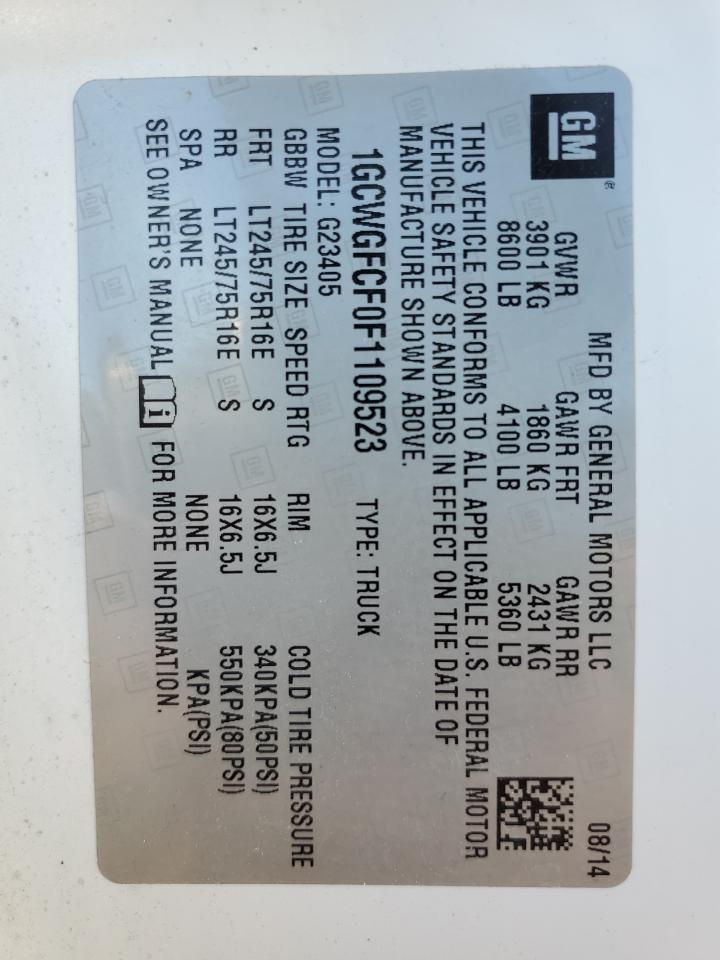 GM
MFD BY GENERAL MOTORS LLC 08/14
GVWR GAWR FRT GAWR RR
3901 KG 1860 KG 2431 KG
8600 LB 4100 LB 5360 LB
THIS VEHICLE CONFORMS TO ALL APPLICABLE U.S. FEDERAL MOTOR
VEHICLE SAFETY STANDARDS IN EFFECT ON THE DATE OF
MANUFACTURE SHOWN ABOVE.
1GCWGFCF0F1109523 TYPE: TRUCK
MODEL: G23405
GBBW TIRE SIZE SPEED RTG RIM COLD TIRE PRESSURE
FRT LT245/75R16E S 16X6.5J 340KPA(50PSI)
RR LT245/75R16E S 16X6.5J 550KPA(80PSI)
SPA NONE NONE KPA(PSI)
SEE OWNER'S MANUAL i FOR MORE INFORMATION.